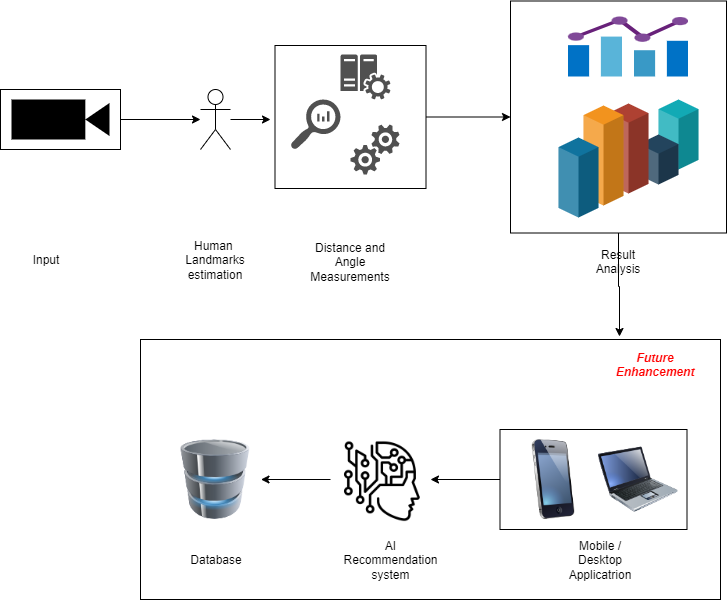 Input
Human
Landmarks
estimation
Distance and
Angle
Measurements
Result
Analysis
Future
Enhancement
Database
AI
Recommendation
system
Mobile /
Desktop
Applicatrion